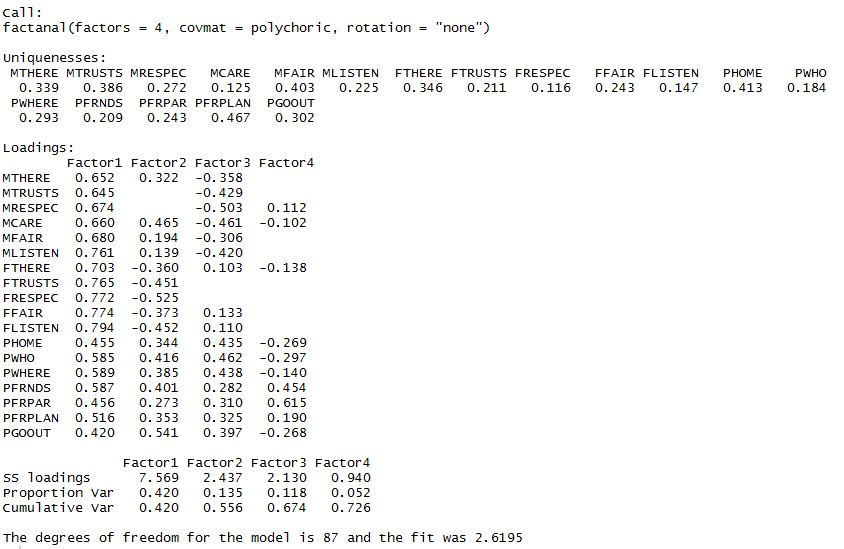 Call:
factanal(factors = 4, covmat = polychoric, rotation = "none")
Uniquenesses:
MTHERE MTRUSTS MRESPEC MCARE MFAIR MLISTEN FTHERE FTRUSTS FRESPEC FFAIR FLISTEN PHOME PWHO
0.339 0.386 0.272 0.125 0.403 0.225 0.346 0.211 0.116 0.243 0.147 0.413 0.184
PWHERE PFRNDS PFRPAR PFRPLAN PGOOUT
0.293 0.209 0.243 0.467 0.302
Loadings:
Factor1 Factor2 Factor3 Factor4
MTHERE 0.652 0.322 -0.358
MTRUSTS 0.645 -0.429
MRESPEC 0.674 -0.503 0.112
MCARE 0.660 0.465 -0.461 -0.102
MFAIR 0.680 0.194 -0.306
MLISTEN 0.761 0.139 -0.420
FTHERE 0.703 -0.360 0.103 -0.138
FTRUSTS 0.765 -0.451
FRESPEC 0.772 -0.525
FFAIR 0.774 -0.373 0.133
FLISTEN 0.794 -0.452 0.110
PHOME 0.455 0.344 0.435 -0.269
PWHO 0.585 0.416 0.462 -0.297
PWHERE 0.589 0.385 0.438 -0.140
PFRNDS 0.587 0.401 0.282 0.454
PFRPAR 0.456 0.273 0.310 0.615
PFRPLAN 0.516 0.353 0.325 0.190
PGOOUT 0.420 0.541 0.397 -0.268
Factor1 Factor2 Factor3 Factor4
SS loadings 7.569 2.437 2.130 0.940
Proportion Var 0.420 0.135 0.118 0.052
Cumulative Var 0.420 0.556 0.674 0.726
The degrees of freedom for the model is 87 and the fit was 2.6195